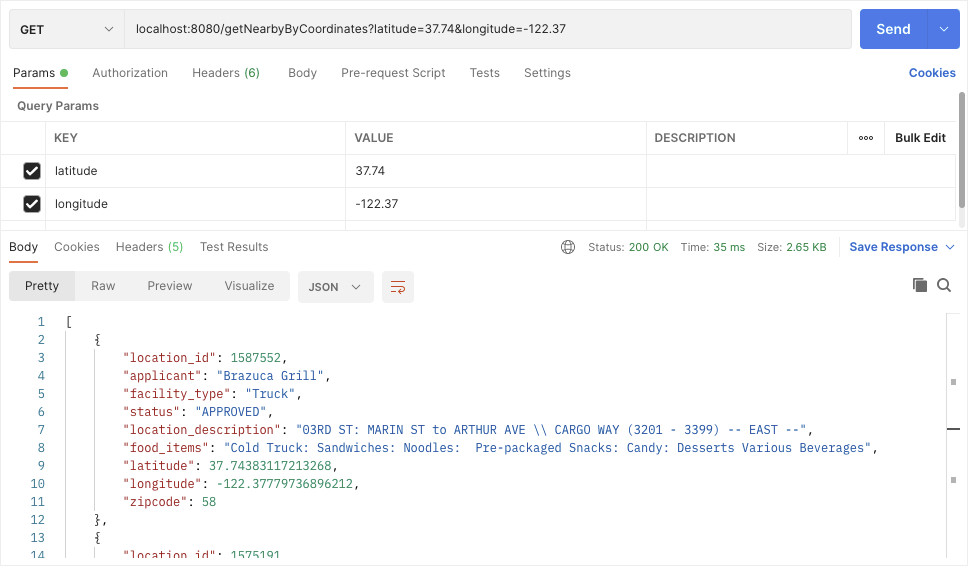 GET localhost:8080/getNearbyByCoordinates?latitude=37.74&longitude=-122.37 Send
Params Authorization Headers (6) Body Pre-request Script Tests Settings Cookies
Query Params
KEY VALUE DESCRIPTION Bulk Edit
latitude 37.74
longitude -122.37
Body Cookies Headers (5) Test Results Status: 200 OK Time: 35 ms Size: 2.65 KB Save Response
Pretty Raw Preview Visualize JSON
1 [
2 {
3 "location_id": 1587552,
4 "applicant": "Brazuca Grill",
5 "facility_type": "Truck",
6 "status": "APPROVED",
7 "location_description": "03RD ST: MARIN ST to ARTHUR AVE \\ CARGO WAY (3201 - 3399) -- EAST --",
8 "food_items": "Cold Truck: Sandwiches: Noodles:  Pre-packaged Snacks: Candy: Desserts Various Beverages",
9 "latitude": 37.74383117213268,
10 "longitude": -122.37779736896212,
11 "zipcode": 58
12 },
13 {
14 "location_id": 1575191